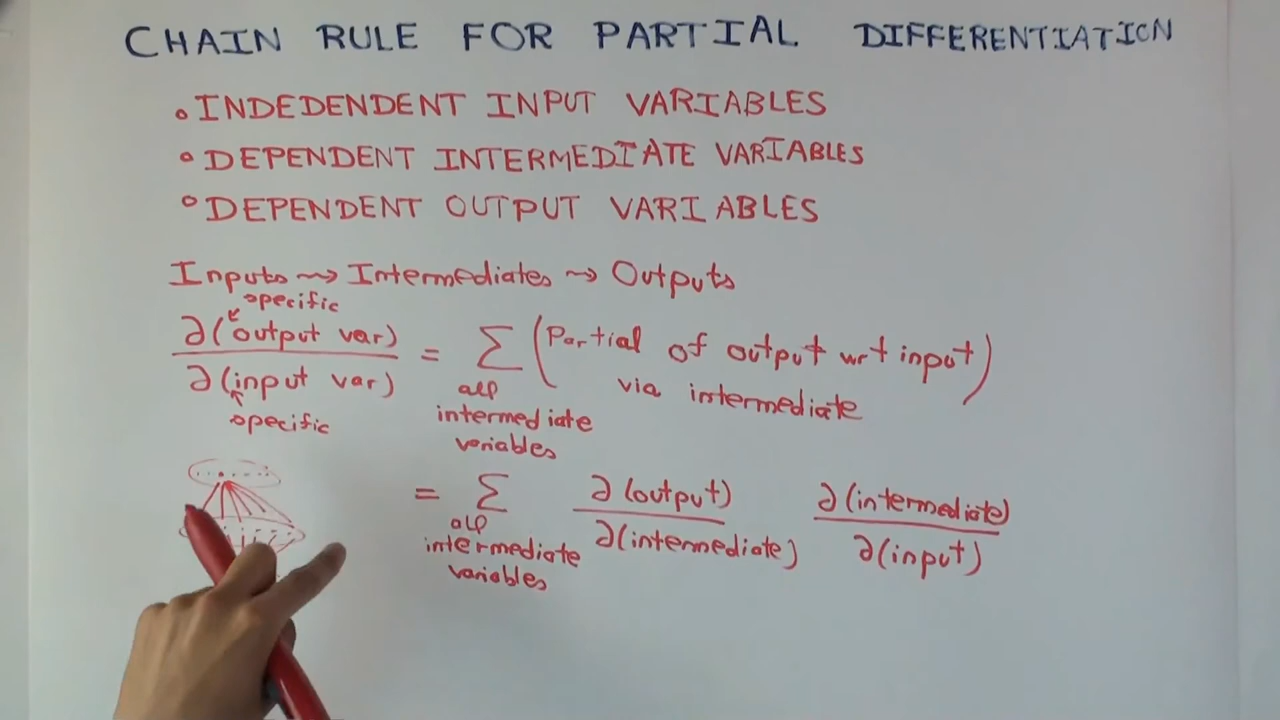 CHAIN RULE FOR PARTIAL DIFFERENTIATION
• INDEDENDENT INPUT VARIABLES
• DEPENDENT INTERMEDIATE VARIABLES
• DEPENDENT OUTPUT VARIABLES
Inputs ⇝ Intermediates ⇝ Outputs
specific
∂(output var)
∂(input var)
specific
= Σ (Partial of output wrt input)
via intermediate
all
intermediate
variables
= Σ ∂(output) ∂(intermediate)
∂(intermediate) ∂(input)
all
intermediate
variables